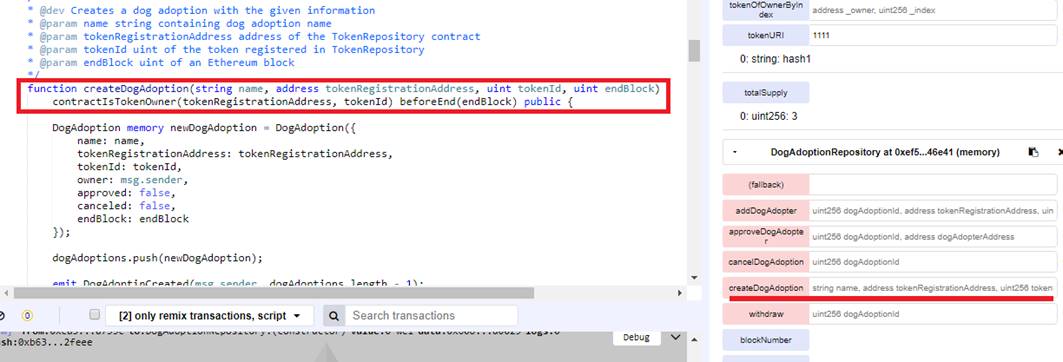 * @dev Creates a dog adoption with the given information
* @param name string containing dog adoption name
* @param tokenRegistrationAddress address of the TokenRepository contract
* @param tokenId uint of the token registered in TokenRepository
* @param endBlock uint of an Ethereum block
*/
function createDogAdoption(string name, address tokenRegistrationAddress, uint tokenId, uint endBlock)
contractIsTokenOwner(tokenRegistrationAddress, tokenId) beforeEnd(endBlock) public {
DogAdoption memory newDogAdoption = DogAdoption({
name: name,
tokenRegistrationAddress: tokenRegistrationAddress,
tokenId: tokenId,
owner: msg.sender,
approved: false,
canceled: false,
endBlock: endBlock
});
dogAdoptions.push(newDogAdoption);
emit DogAdoptinCreated(msg.sender, dogAdoptions.length - 1);
0
[2] only remix transactions, script
Search transactions
Debug
sh:0xb63...2feee
tokenOfOwnerByIn
dex
address _owner, uint256 _index
tokenURI
1111
0: string: hash1
totalSupply
0: uint256: 3
DogAdoptionRepository at 0xef5...46e41 (memory)
(fallback)
addDogAdopter
uint256 dogAdoptionId, address tokenRegistrationAddress, uin
approveDogAdopte
r
uint256 dogAdoptionId, address dogAdopterAddress
cancelDogAdoption
uint256 dogAdoptionId
createDogAdoption
string name, address tokenRegistrationAddress, uint256 token
withdraw
uint256 dogAdoptionId
blockNumber